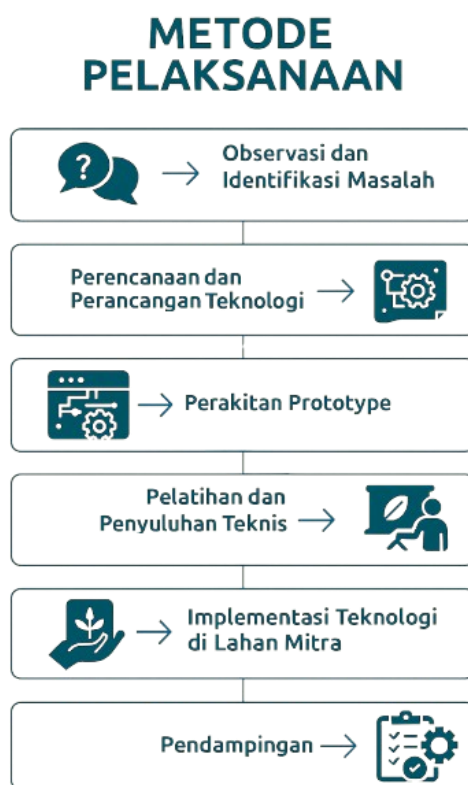 METODE
PELAKSANAAN
?
Observasi dan
Identifikasi Masalah
Perencanaan dan
Perancangan Teknologi
Perakitan Prototype
Pelatihan dan
Penyuluhan Teknis
Implementasi Teknologi
di Lahan Mitra
Pendampingan